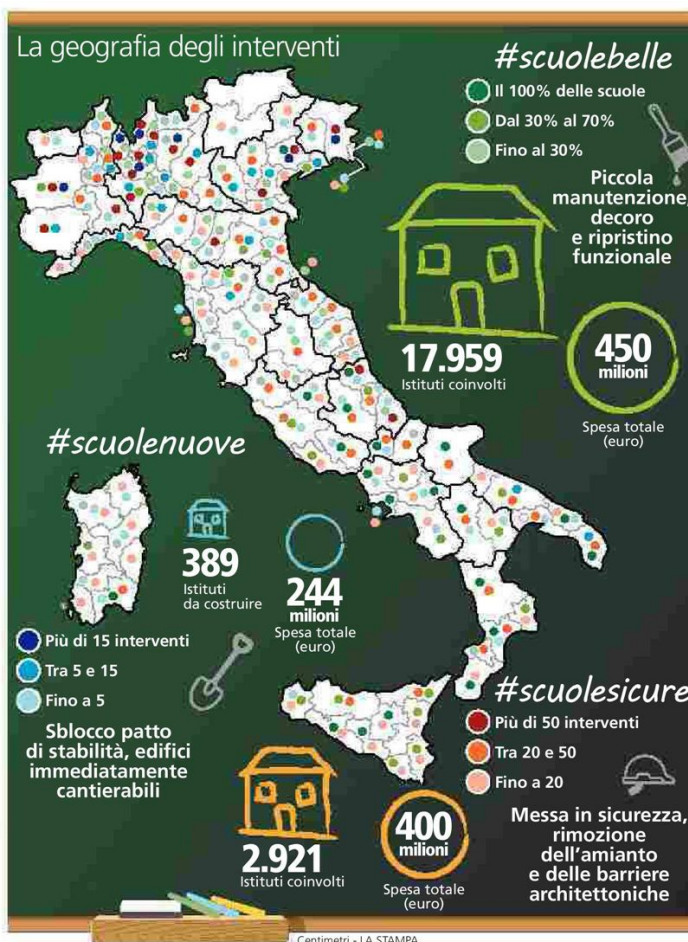 La geografia degli interventi
#scuolebelle
Il 100% delle scuole
Dal 30% al 70%
Fino al 30%
Piccola
manutenzione,
decoro
e ripristino
funzionale
17.959
Istituti coinvolti
450
milioni
Spesa totale
(euro)
#scuolenuove
389
Istituti
da costruire
244
milioni
Spesa totale
(euro)
Più di 15 interventi
Tra 5 e 15
Fino a 5
Sblocco patto
di stabilità, edifici
immediatamente
cantierabili
#scuolesicure
Più di 50 interventi
Tra 20 e 50
Fino a 20
Messa in sicurezza,
rimozione
dell'amianto
e delle barriere
architettoniche
2.921
Istituti coinvolti
400
milioni
Spesa totale
(euro)
Centimetri - LA STAMPA